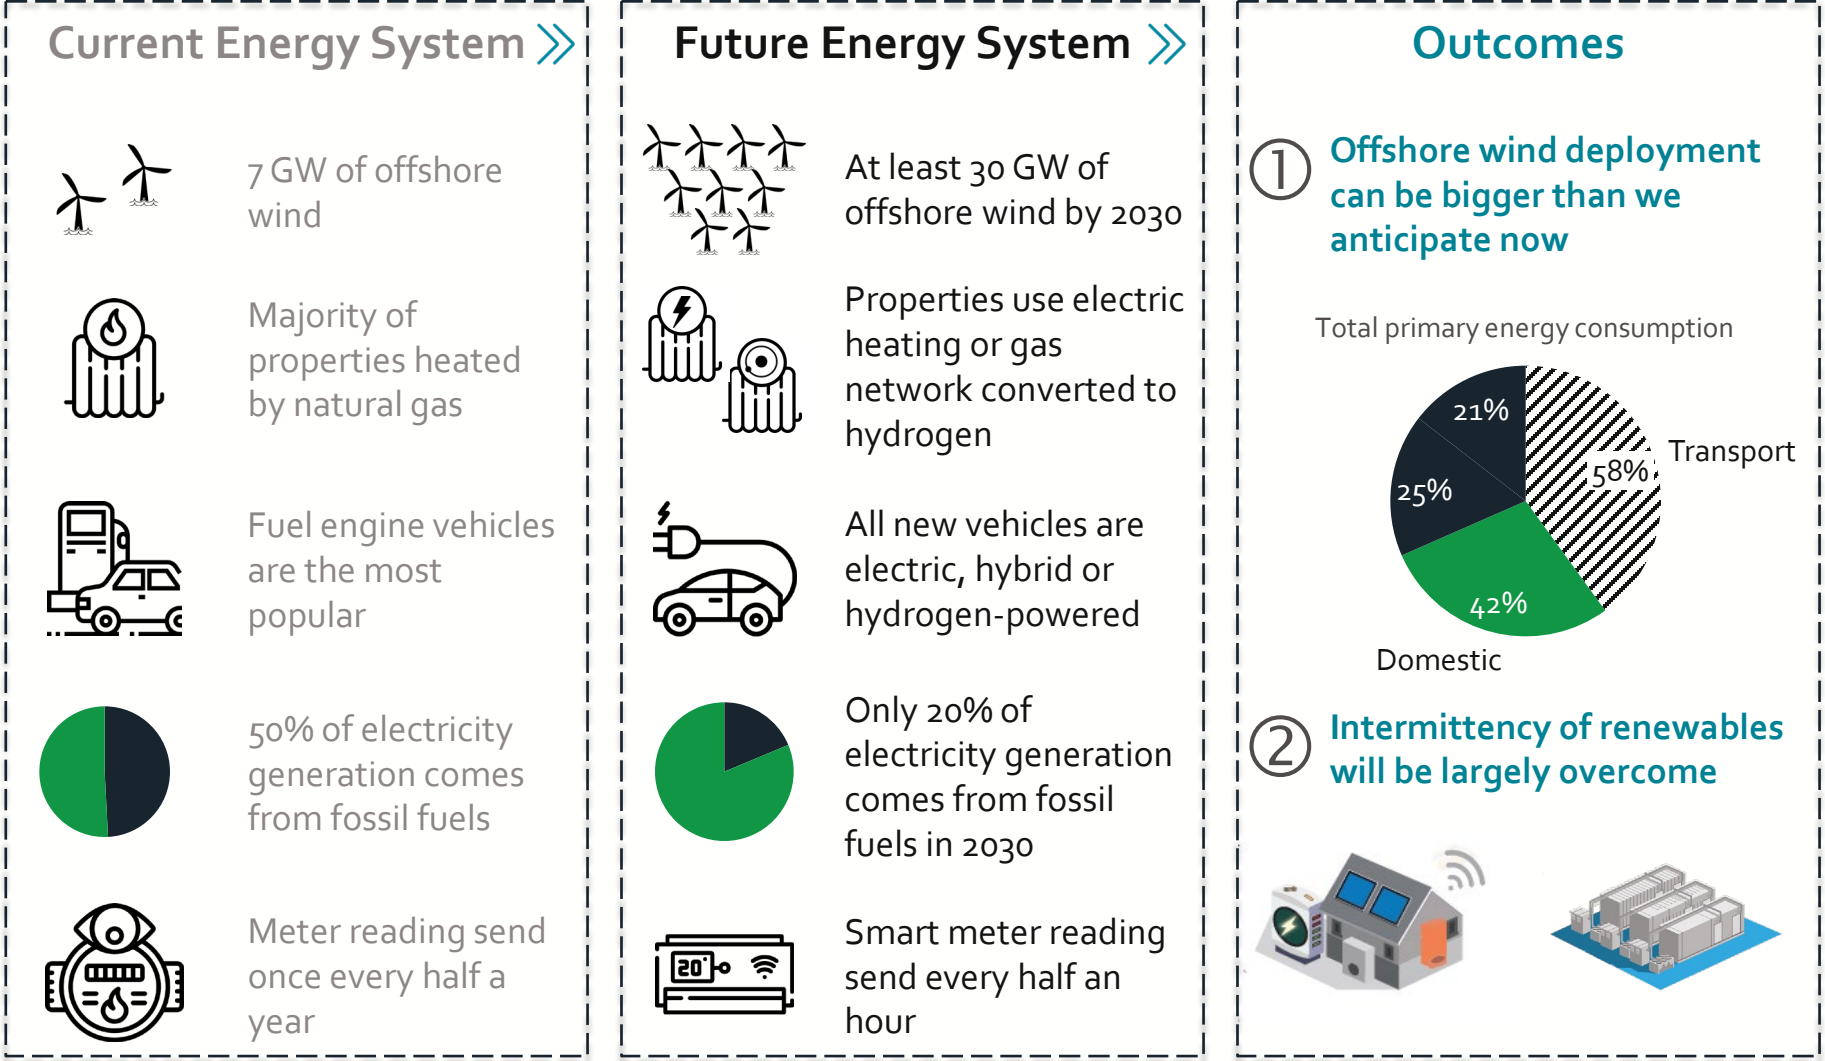 Current Energy System
7 GW of offshore
wind
Majority of
properties heated
by natural gas
Fuel engine vehicles
are the most
popular
50% of electricity
generation comes
from fossil fuels
Meter reading send
once every half a
year
Future Energy System
At least 30 GW of
offshore wind by 2030
Properties use electric
heating or gas
network converted to
hydrogen
All new vehicles are
electric, hybrid or
hydrogen-powered
Only 20% of
electricity generation
comes from fossil
fuels in 2030
20°
Smart meter reading
send every half an
hour
Outcomes
1
Offshore wind deployment
can be bigger than we
anticipate now
Total primary energy consumption
21%
58%
Transport
25%
42%
Domestic
2
Intermittency of renewables
will be largely overcome